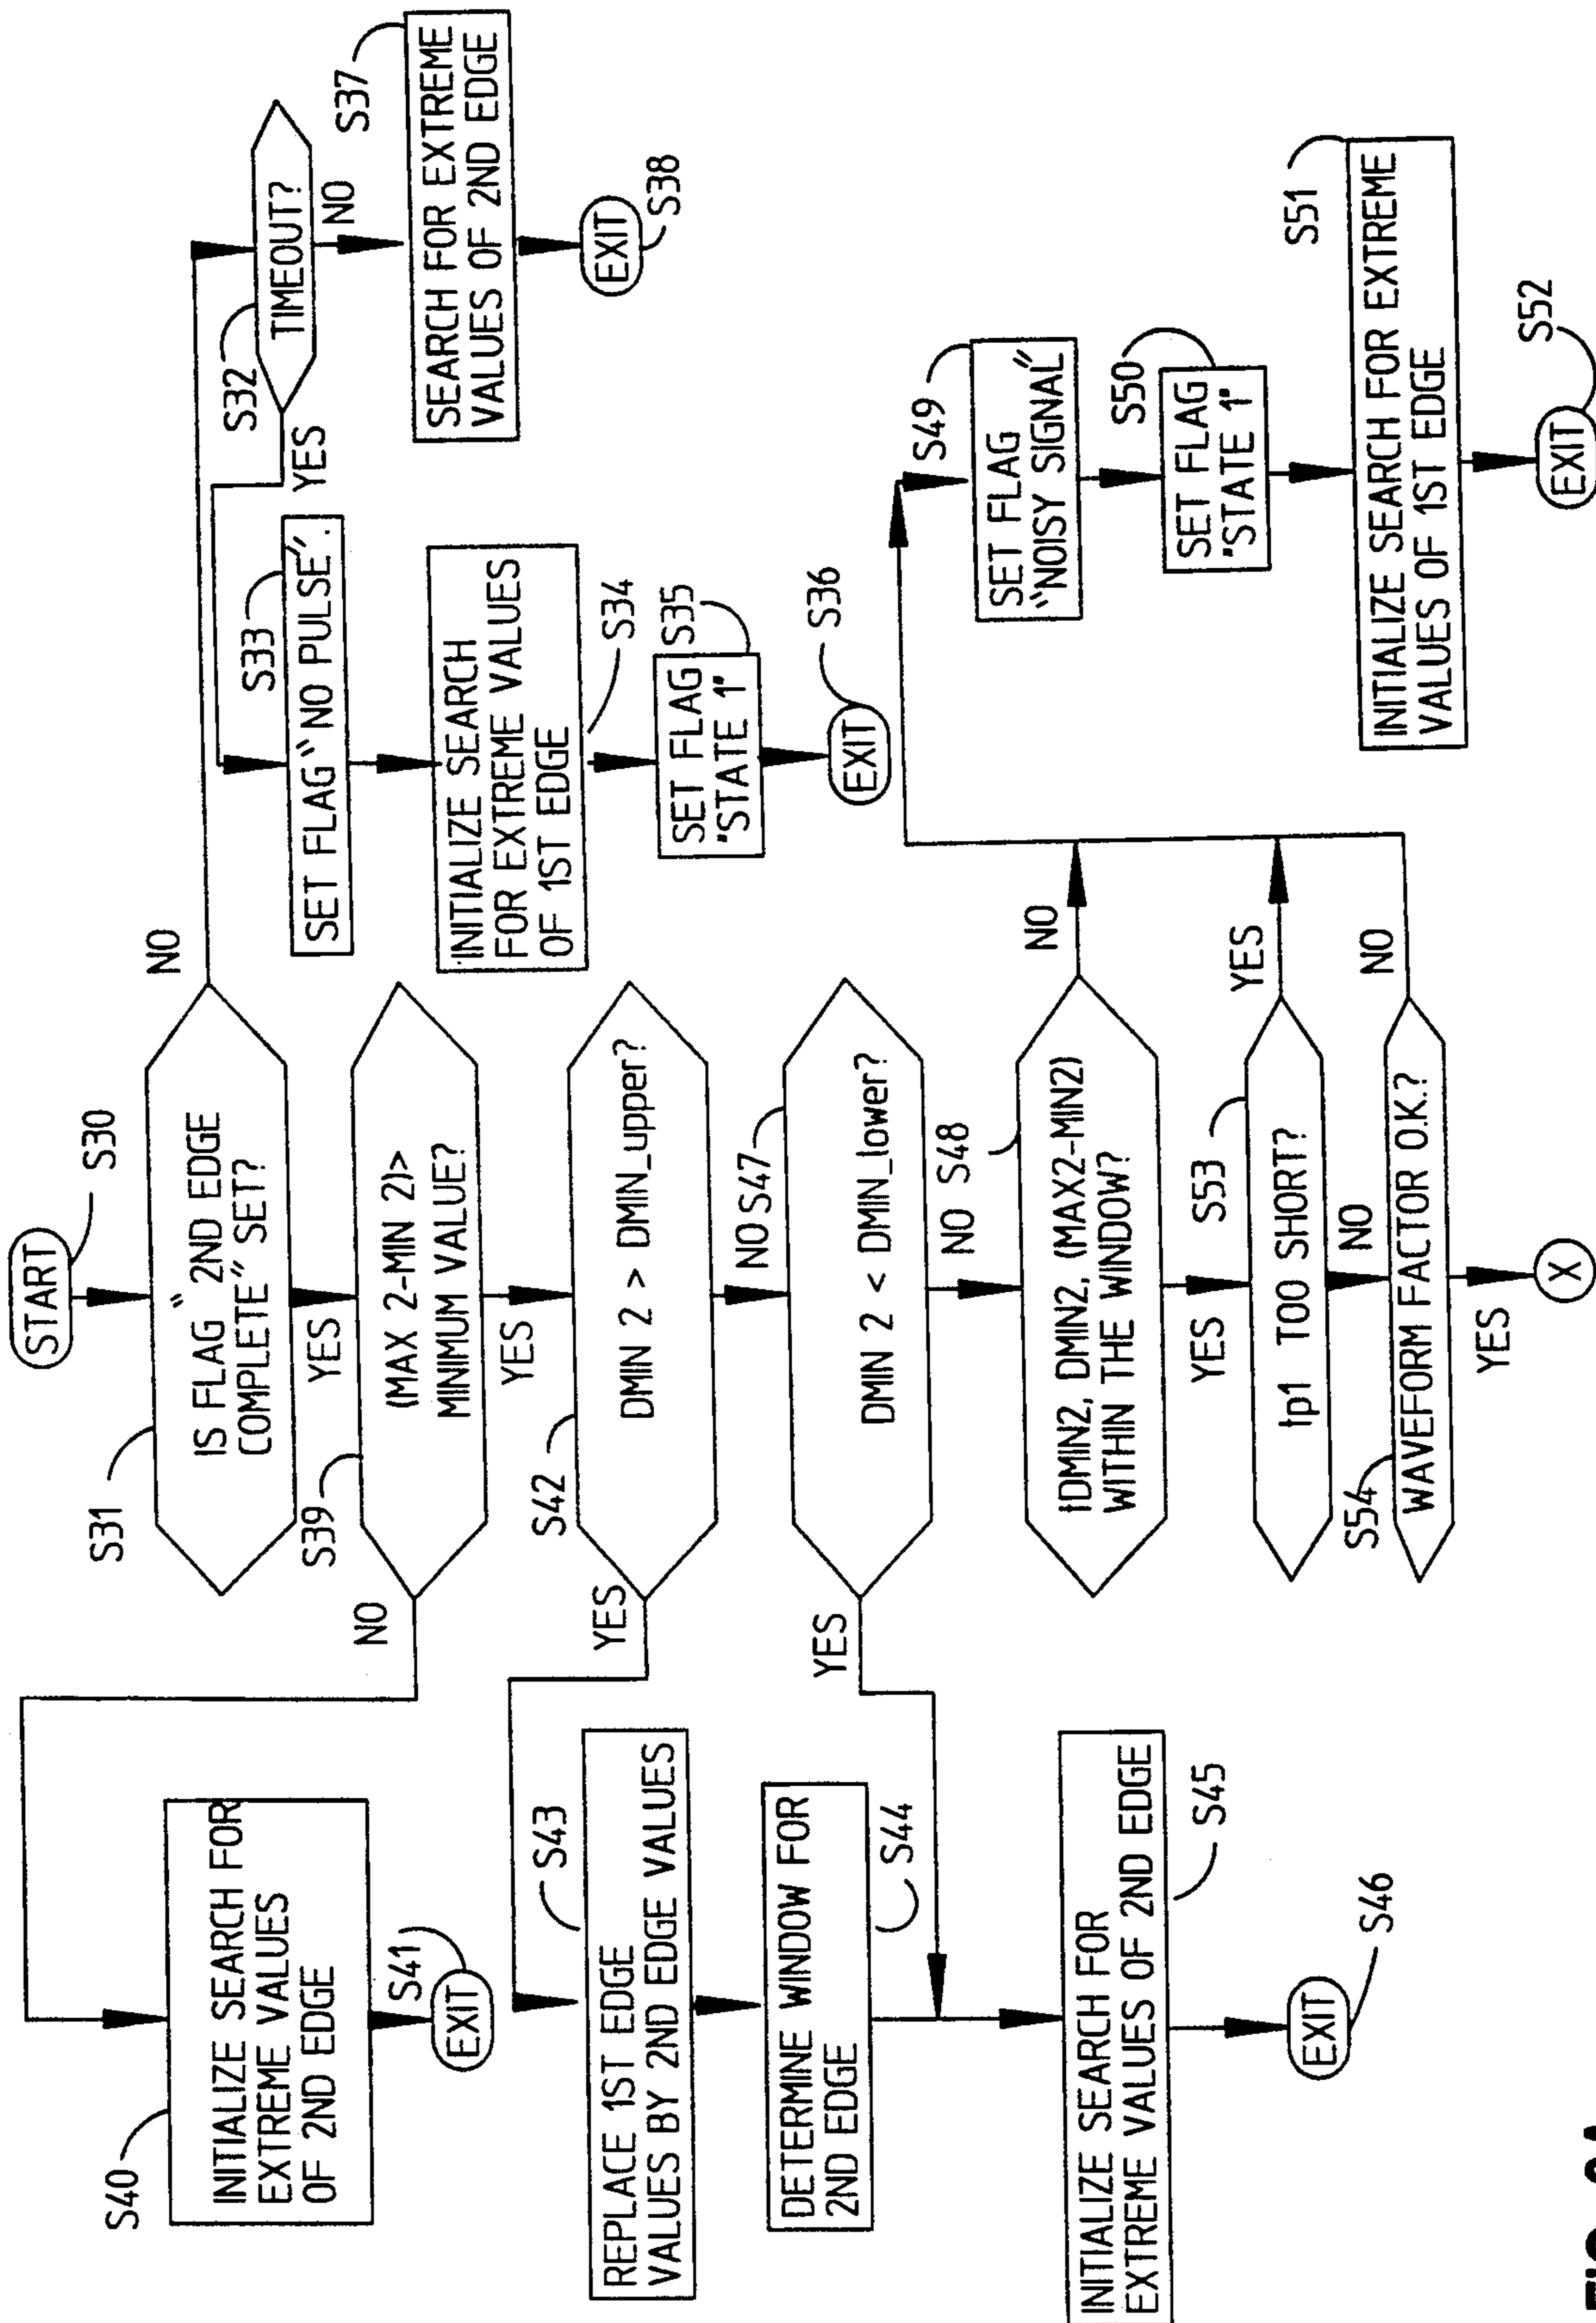 START
S30
S31
IS FLAG "2ND EDGE
COMPLETE" SET?
NO
YES
S32
TIMEOUT?
YES
NO
S33
SET FLAG "NO PULSE".
INITIALIZE SEARCH
FOR EXTREME VALUES
OF 1ST EDGE
S34
SET FLAG
"STATE 1"
S35
EXIT
S36
S37
SEARCH FOR EXTREME
VALUES OF 2ND EDGE
EXIT
S38
S39
(MAX 2-MIN 2)>
MINIMUM VALUE?
NO
YES
S40
INITIALIZE SEARCH FOR
EXTREME VALUES
OF 2ND EDGE
S41
EXIT
S42
DMIN 2 > DMIN_upper?
YES
NO
S43
REPLACE 1ST EDGE
VALUES BY 2ND EDGE VALUES
DETERMINE WINDOW FOR
2ND EDGE
S44
S47
DMIN 2 < DMIN_lower?
YES
NO
INITIALIZE SEARCH FOR
EXTREME VALUES OF 2ND EDGE
S45
EXIT
S46
S48
tDMIN2, DMIN2, (MAX2-MIN2)
WITHIN THE WINDOW?
NO
YES
S49
SET FLAG
"NOISY SIGNAL"
S50
SET FLAG
"STATE 1"
S51
INITIALIZE SEARCH FOR EXTREME
VALUES OF 1ST EDGE
EXIT
S52
S53
tp1 TOO SHORT?
YES
NO
S54
WAVEFORM FACTOR O.K.?
NO
YES
X